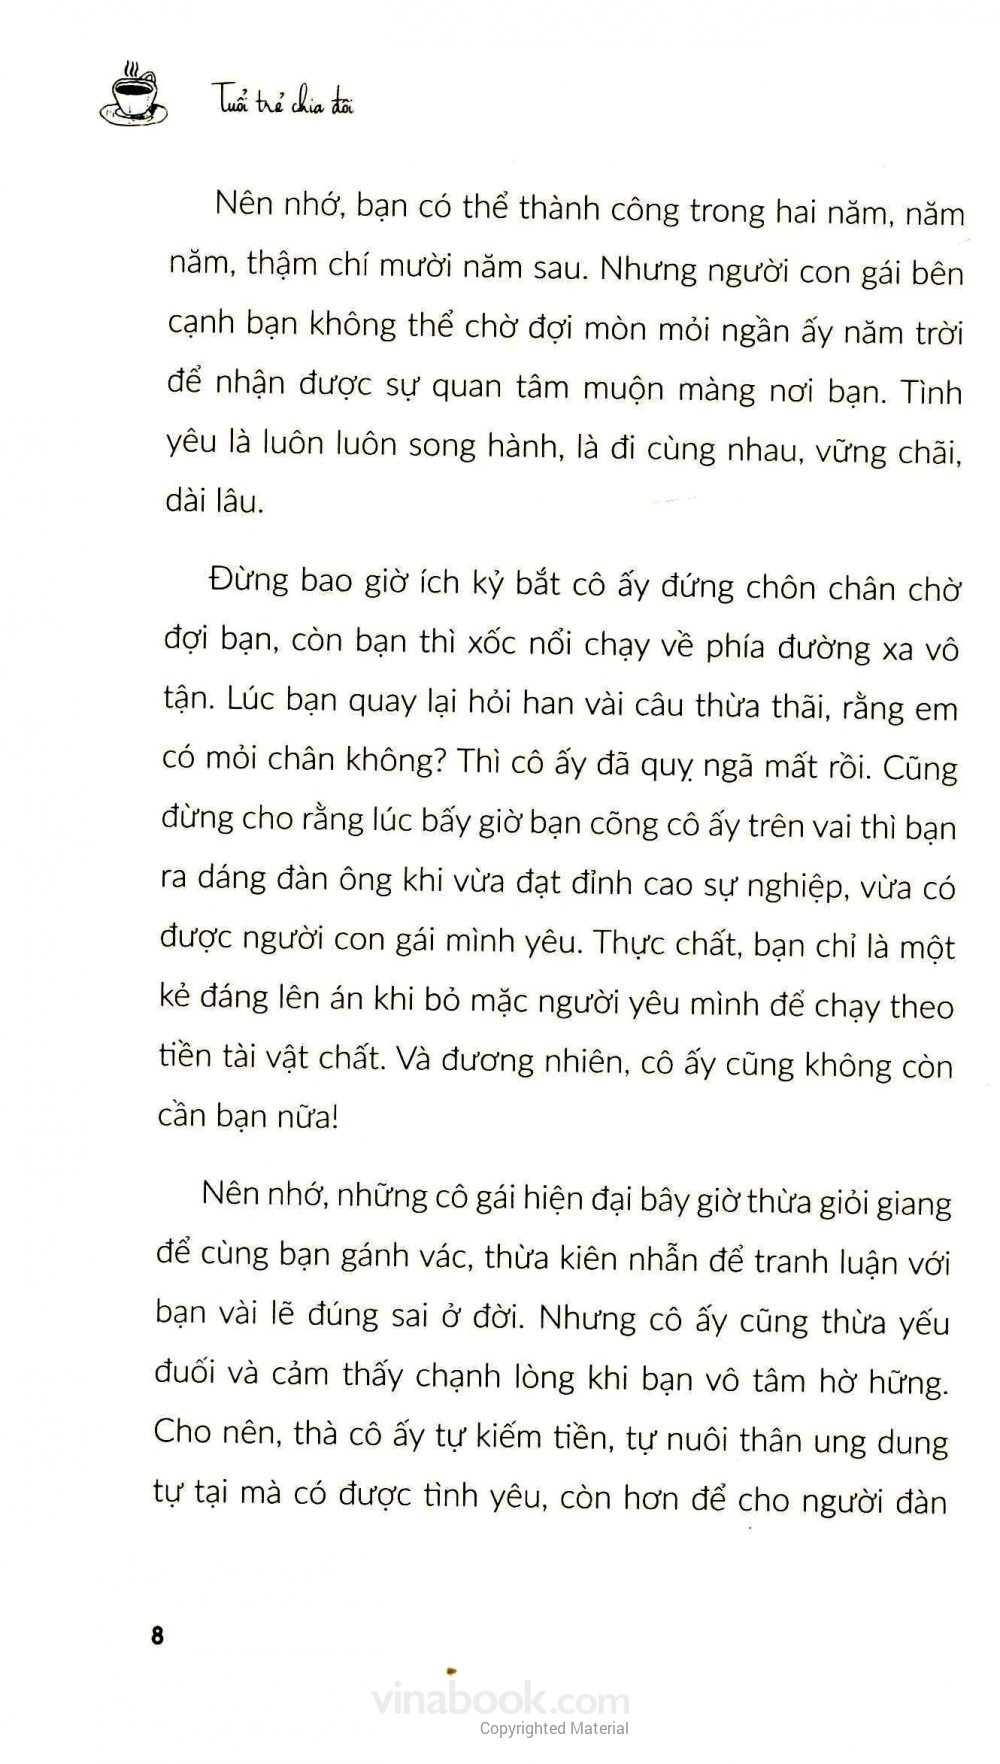 Tuổi trẻ chia đôi
Nên nhớ, bạn có thể thành công trong hai năm, năm
năm, thậm chí mười năm sau. Nhưng người con gái bên
cạnh bạn không thể chờ đợi mòn mỏi ngần ấy năm trời
để nhận được sự quan tâm muộn màng nơi bạn. Tình
yêu là luôn luôn song hành, là đi cùng nhau, vững chãi,
dài lâu.
Đừng bao giờ ích kỷ bắt cô ấy đứng chôn chân chờ
đợi bạn, còn bạn thì xốc nổi chạy về phía đường xa vô
tận. Lúc bạn quay lại hỏi han vài câu thừa thãi, rằng em
có mỏi chân không? Thì cô ấy đã quỵ ngã mất rồi. Cũng
đừng cho rằng lúc bấy giờ bạn cõng cô ấy trên vai thì bạn
ra dáng đàn ông khi vừa đạt đỉnh cao sự nghiệp, vừa có
được người con gái mình yêu. Thực chất, bạn chỉ là một
kẻ đáng lên án khi bỏ mặc người yêu mình để chạy theo
tiền tài vật chất. Và đương nhiên, cô ấy cũng không còn
cần bạn nữa!
Nên nhớ, những cô gái hiện đại bây giờ thừa giỏi giang
để cùng bạn gánh vác, thừa kiên nhẫn để tranh luận với
bạn vài lẽ đúng sai ở đời. Nhưng cô ấy cũng thừa yếu
đuối và cảm thấy chạnh lòng khi bạn vô tâm hờ hững.
Cho nên, thà cô ấy tự kiếm tiền, tự nuôi thân ung dung
tự tại mà có được tình yêu, còn hơn để cho người đàn
8
vinabook.com
Copyrighted Material